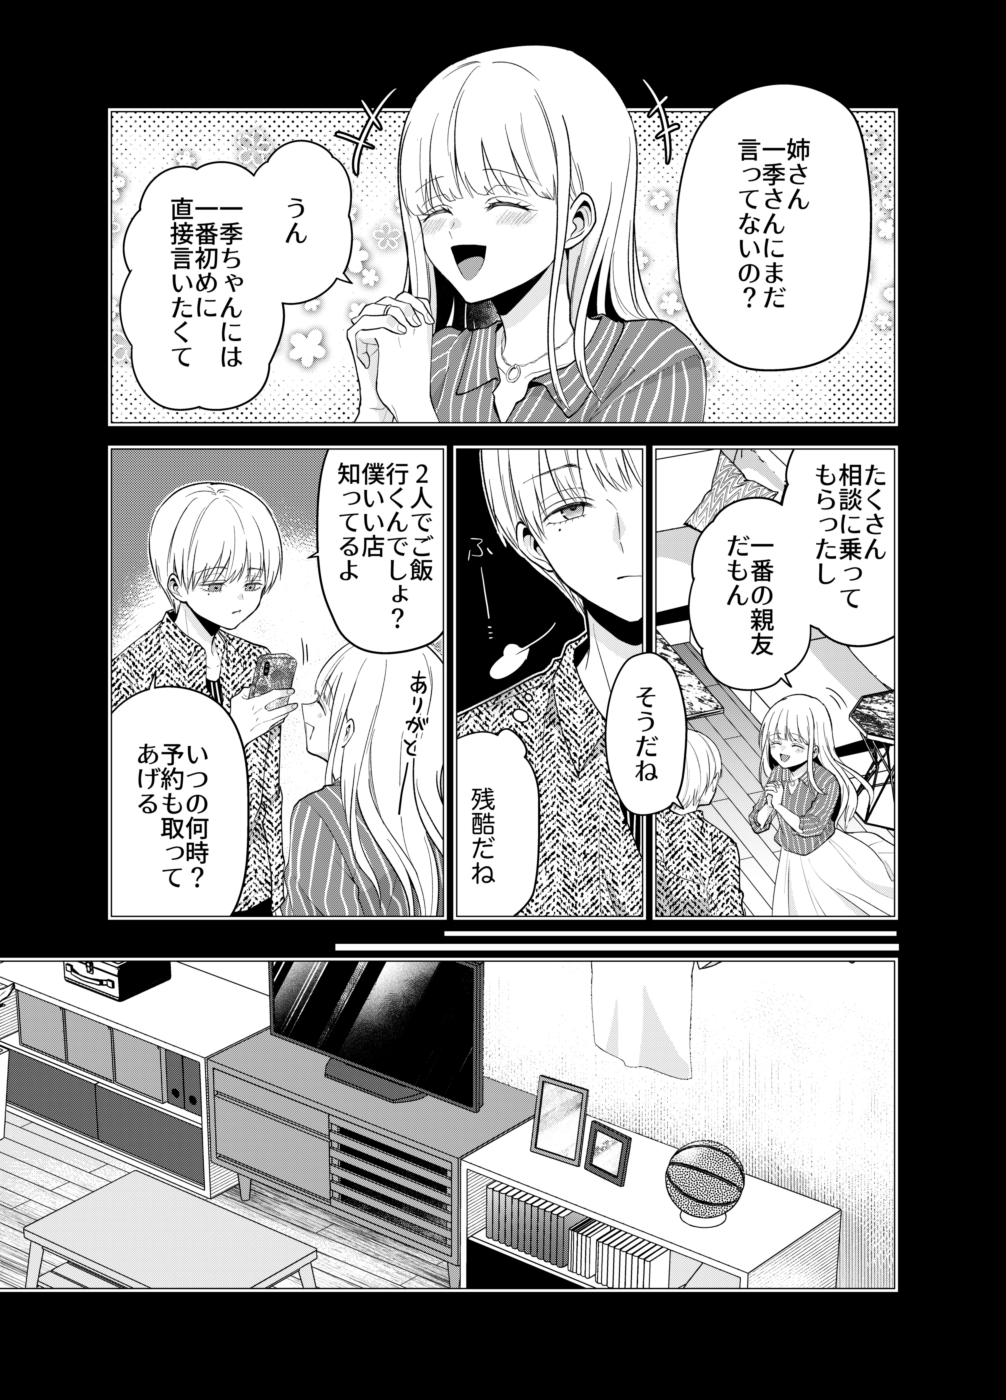 姉さん
一季さんにまだ
言ってないの？
うん
一季ちゃんには
一番初めに
直接言いたくて
たくさん
相談に乗って
もらったし
一番の親友
だもん
そうだね
ふーーー…
残酷だね
２人でご飯
行くんでしょ？
僕いい店
知ってるよ
ありがとー
いつの何時？
予約も取って
あげる